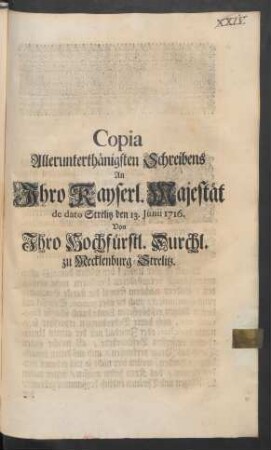 XXIV.
Copia
Allerunterthänigsten Schreibens
An
Ihro Kayserl. Majestät
de dato Strelitz den 13. Junii 1716.
Von
Ihro Hochfürstl. Durchl.
zu Mecklenburg-Strelitz.